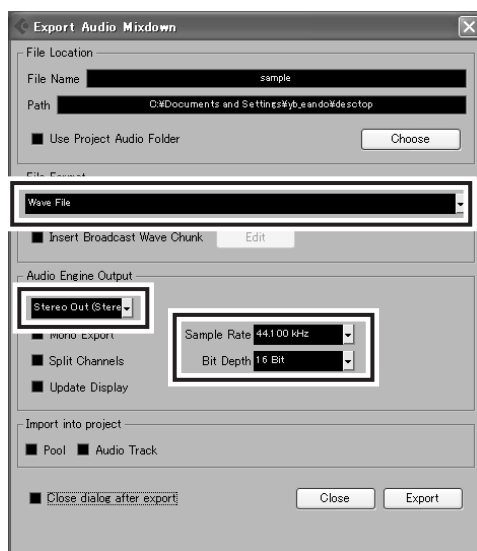 Export Audio Mixdown
File Location
File Name sample
Path C:¥Documents and Settings¥yb_eando¥desctop
Use Project Audio Folder Choose
File Format
Wave File
Insert Broadcast Wave Chunk Edit
Audio Engine Output
Stereo Out (Stere
Mono Export Sample Rate 44.100 kHz
Split Channels Bit Depth 16 Bit
Update Display
Import into project
Pool Audio Track
Close dialog after export Close Export